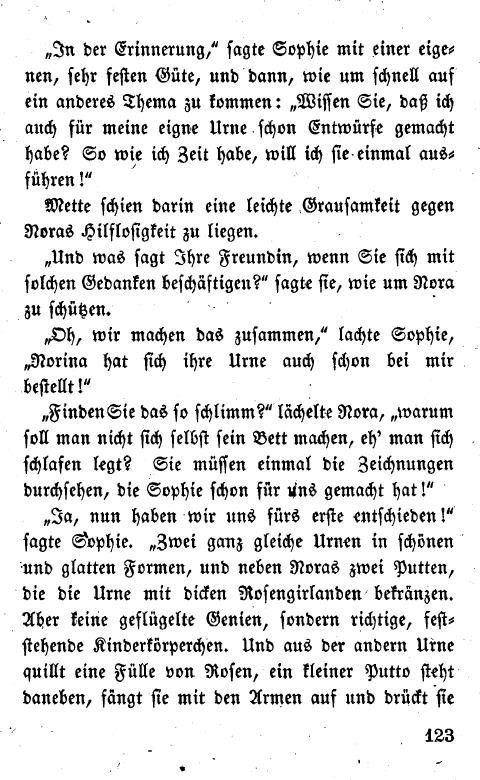 „In der Erinnerung,“ sagte Sophie mit einer eige-
nen, sehr festen Güte, und dann, wie um schnell auf
ein anderes Thema zu kommen: „Wissen Sie, daß ich
auch für meine eigne Urne schon Entwürfe gemacht
habe? So wie ich Zeit habe, will ich sie einmal aus-
führen!“
Mette schien darin eine leichte Grausamkeit gegen
Noras Hilflosigkeit zu liegen.
„Und was sagt Ihre Freundin, wenn Sie sich mit
solchen Gedanken beschäftigen?“ sagte sie, wie um Nora
zu schützen.
„Oh, wir machen das zusammen,“ lachte Sophie,
„Norina hat sich ihre Urne auch schon bei mir
bestellt!“
„Finden Sie das so schlimm?“ lächelte Nora, „warum
soll man nicht sich selbst sein Bett machen, eh' man sich
schlafen legt? Sie müssen einmal die Zeichnungen
durchsehen, die Sophie schon für uns gemacht hat!“
„Ja, nun haben wir uns fürs erste entschieden!“
sagte Sophie. „Zwei ganz gleiche Urnen in schönen
und glatten Formen, und neben Noras zwei Putten,
die die Urne mit dicken Rosengirlanden bekränzen.
Aber keine geflügelte Genien, sondern richtige, fest-
stehende Kinderkörperchen. Und aus der andern Urne
quillt eine Fülle von Rosen, ein kleiner Putto steht
daneben, fängt sie mit den Armen auf und drückt sie
123